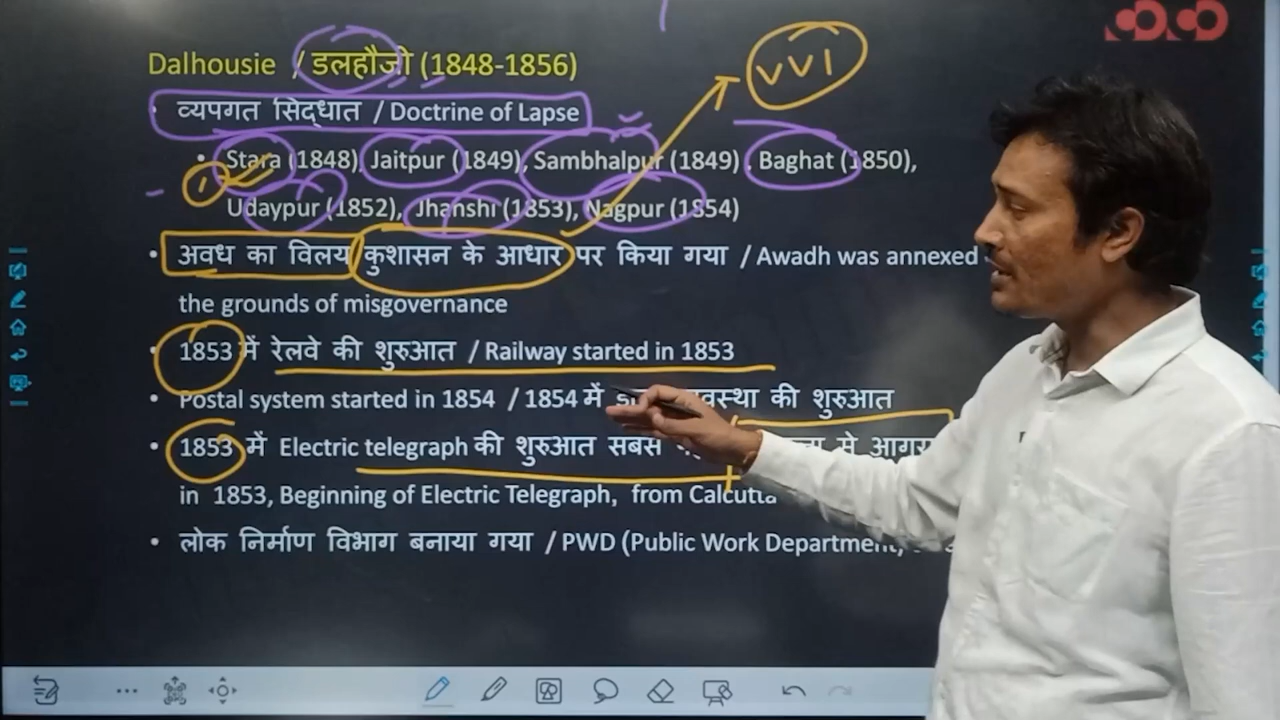 Dalhousie / डलहौजी (1848-1856)
VVI
• व्यपगत सिद्धात / Doctrine of Lapse
• Stara (1848), Jaitpur (1849), Sambhalpur (1849) , Baghat (1850),
1
Udaypur (1852), Jhanshi (1853), Nagpur (1854)
• अवध का विलय कुशासन के आधार पर किया गया / Awadh was annexed
the grounds of misgovernance
• 1853 में रेलवे की शुरुआत / Railway started in 1853
• Postal system started in 1854 / 1854 में की शुरुआत
• 1853 में Electric telegraph की शुरुआत सबसे से
in 1853, Beginning of Electric Telegraph, from Calcutta
• लोक निर्माण विभाग बनाया गया / PWD (Public Work Department,